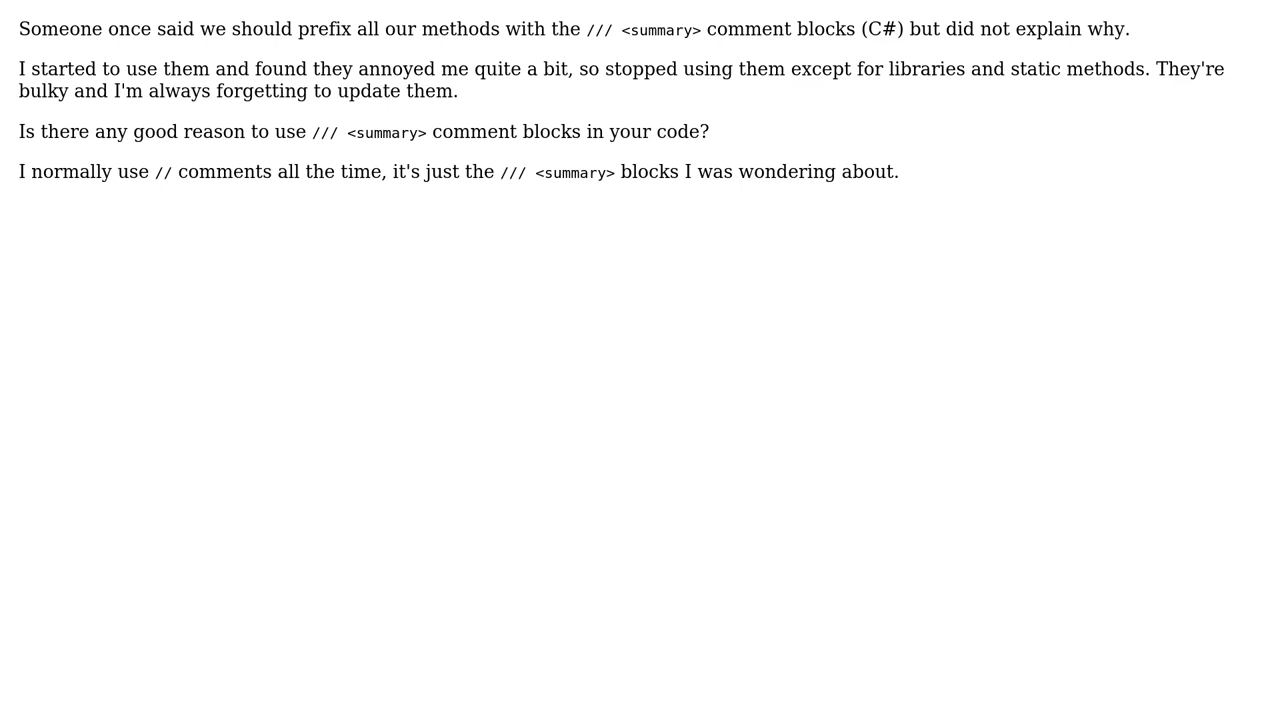 Someone once said we should prefix all our methods with the /// <summary> comment blocks (C#) but did not explain why.
I started to use them and found they annoyed me quite a bit, so stopped using them except for libraries and static methods. They're
bulky and I'm always forgetting to update them.
Is there any good reason to use /// <summary> comment blocks in your code?
I normally use // comments all the time, it's just the /// <summary> blocks I was wondering about.